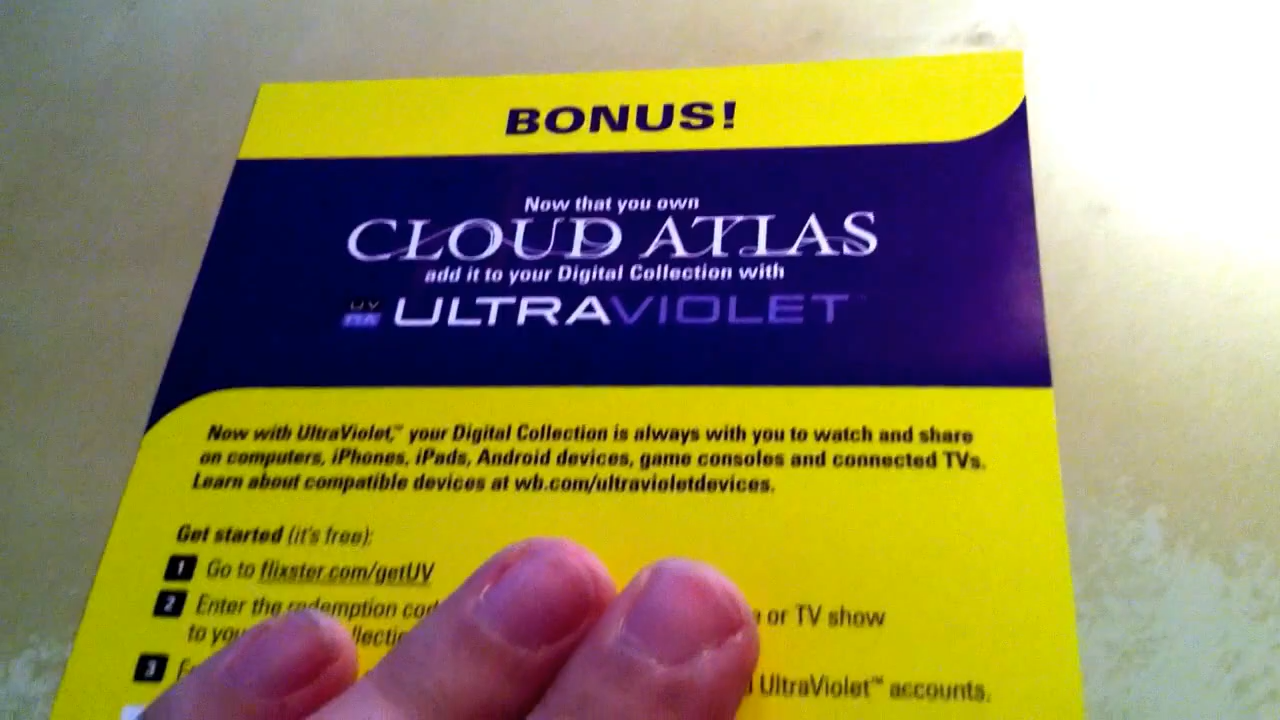 BONUS!
Now that you own
CLOUD ATLAS
add it to your Digital Collection with
UV
ULTRAVIOLET
Now with UltraViolet,™ your Digital Collection is always with you to watch and share
on computers, iPhones, iPads, Android devices, game consoles and connected TVs.
Learn about compatible devices at wb.com/ultravioletdevices.
Get started (it's free):
1 Go to flixster.com/getUV
2 Enter the redemption or TV show
to
3 UltraViolet™ accounts.